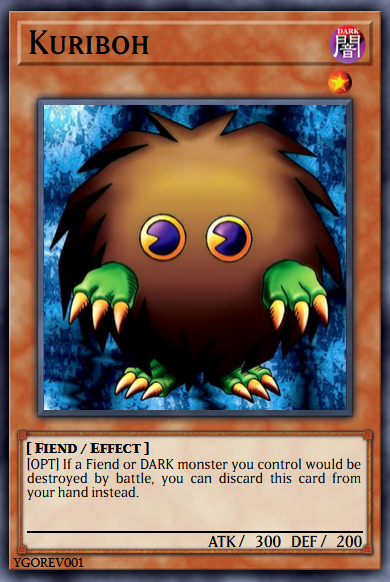 KURIBOH
DARK
闇
[ FIEND / EFFECT ]
[OPT] If a Fiend or DARK monster you control would be
destroyed by battle, you can discard this card from
your hand instead.
ATK / 300 DEF / 200
YGOREV001